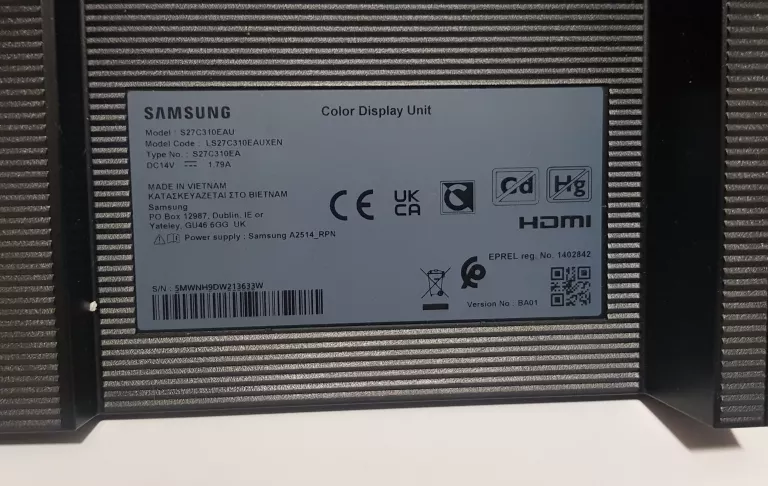 SAMSUNG
Color Display Unit
Model : S27C310EAU
Model Code : LS27C310EAUXEN
Type No. : S27C310EA
DC14V ⎓ 1.79A
MADE IN VIETNAM
ΚΑΤΑΣΚΕΥΑΖΕΤΑΙ ΣΤΟ ΒΙΕΤΝΑΜ
Samsung
PO Box 12987, Dublin. IE or
Yateley, GU46 6GG UK
Power supply : Samsung A2514_RPN
CE
UK
CA
Cd
Hg
HDMI
EPREL reg. No. 1402842
S/N : 5MWNH9DW213633W
Version No : BA01